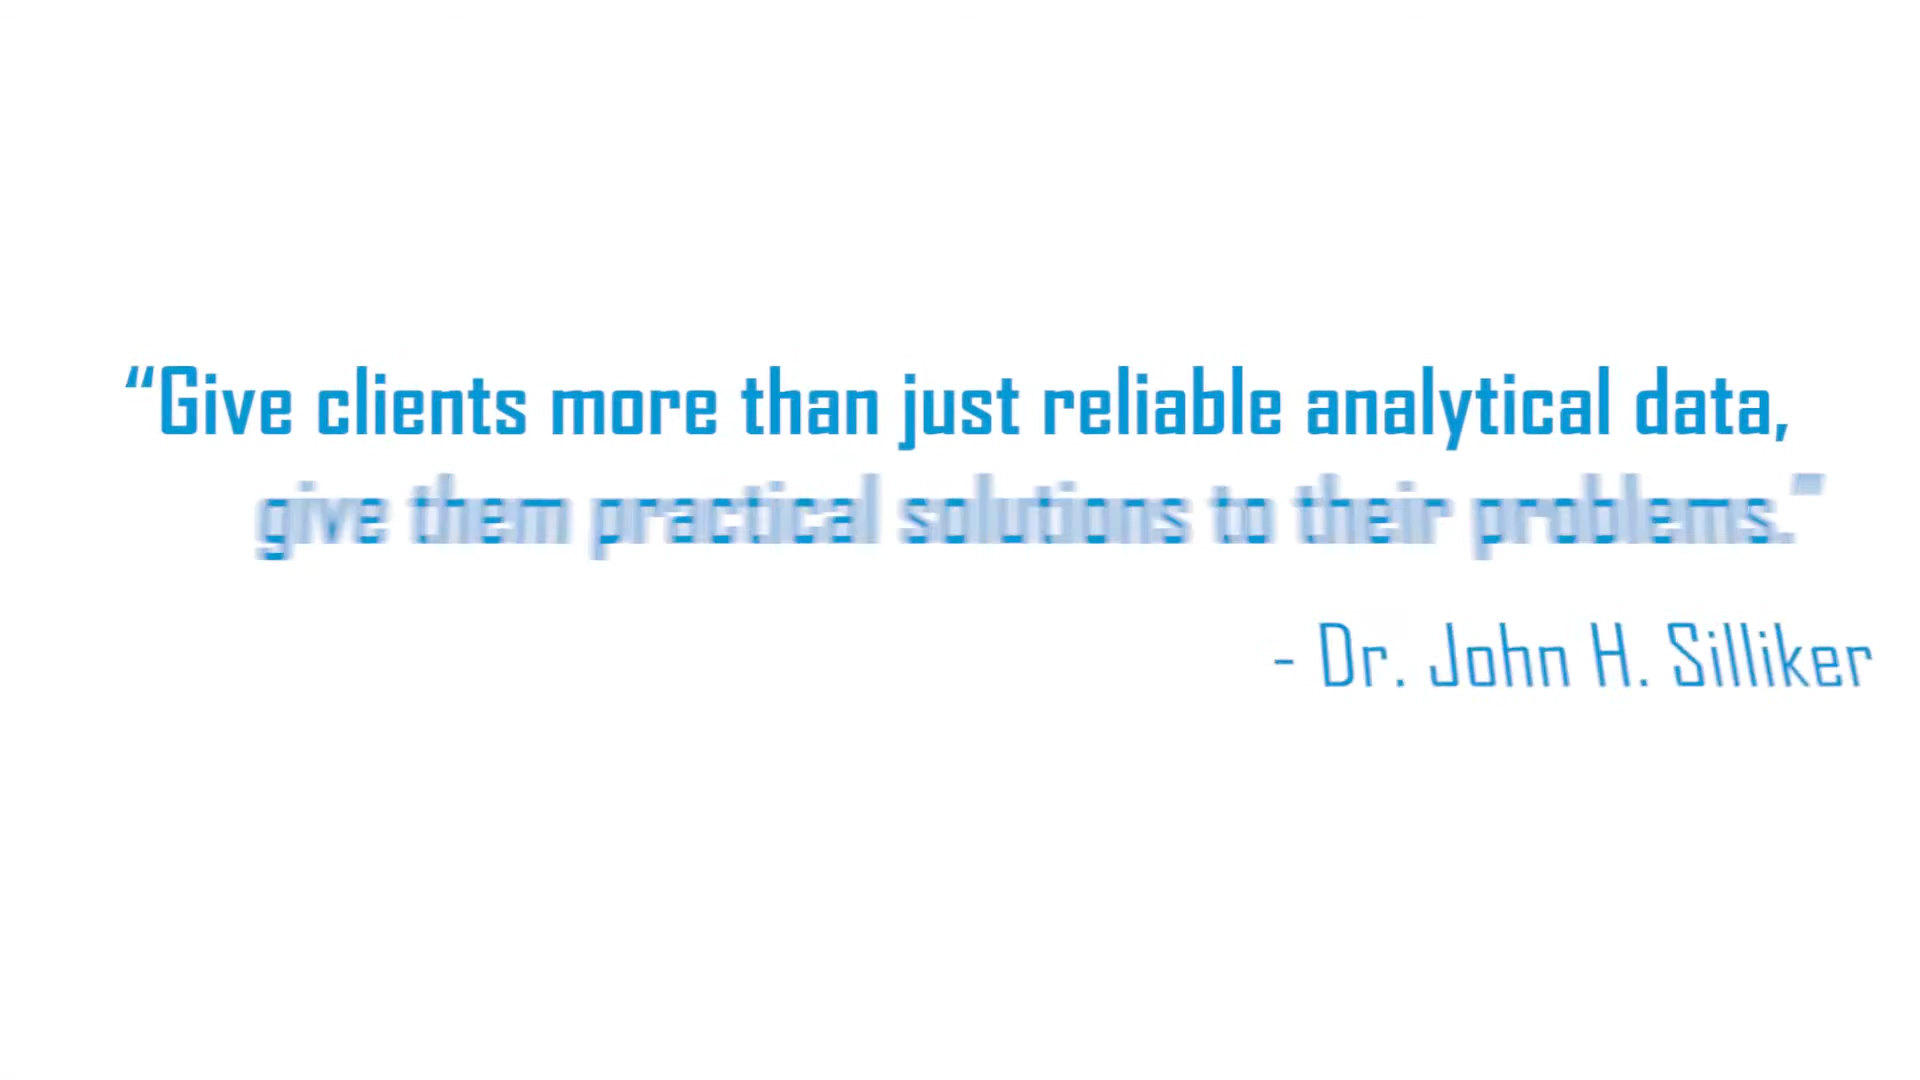 “Give clients more than just reliable analytical data,
give them practical solutions to their problems.”
- Dr. John H. Silliker